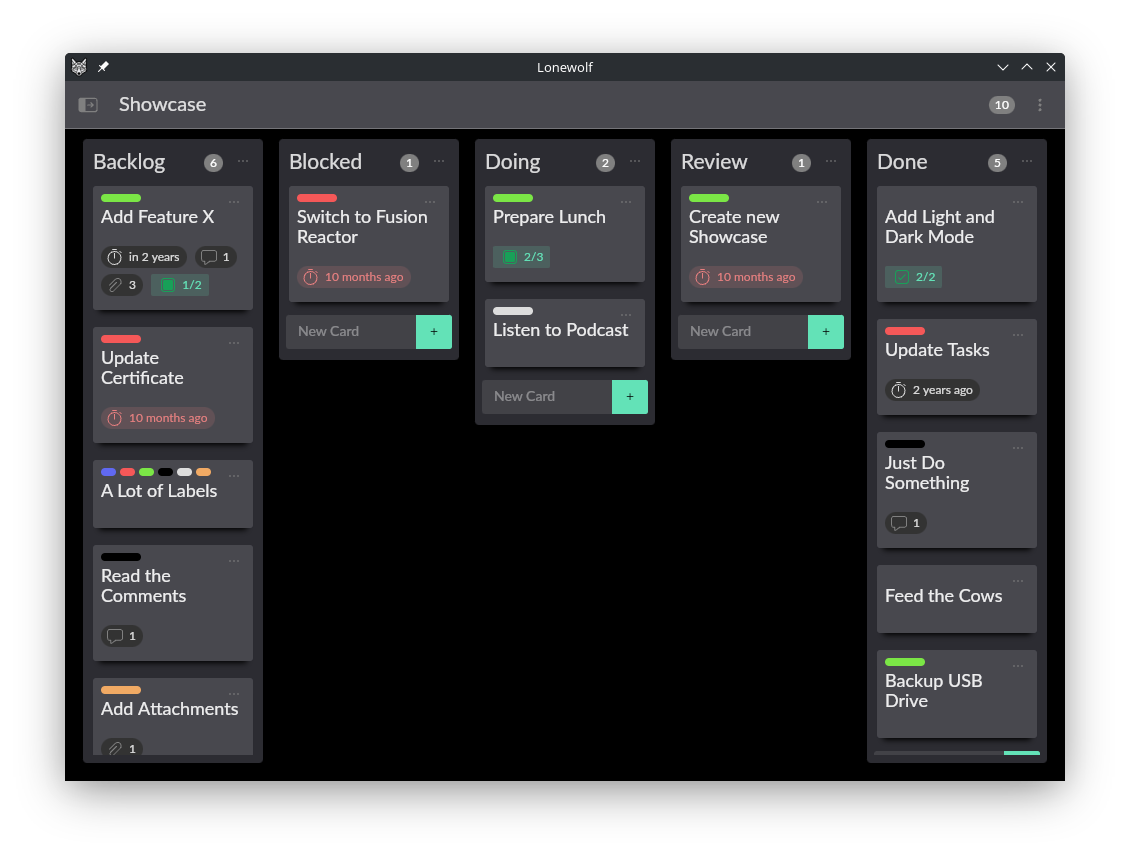 Lonewolf
Showcase
10
Backlog
6
Add Feature X
in 2 years
1
3
1/2
Update
Certificate
10 months ago
A Lot of Labels
Read the
Comments
1
Add Attachments
1
Blocked
1
Switch to Fusion
Reactor
10 months ago
New Card
+
Doing
2
Prepare Lunch
2/3
Listen to Podcast
New Card
+
Review
1
Create new
Showcase
10 months ago
New Card
+
Done
5
Add Light and
Dark Mode
2/2
Update Tasks
2 years ago
Just Do
Something
1
Feed the Cows
Backup USB
Drive